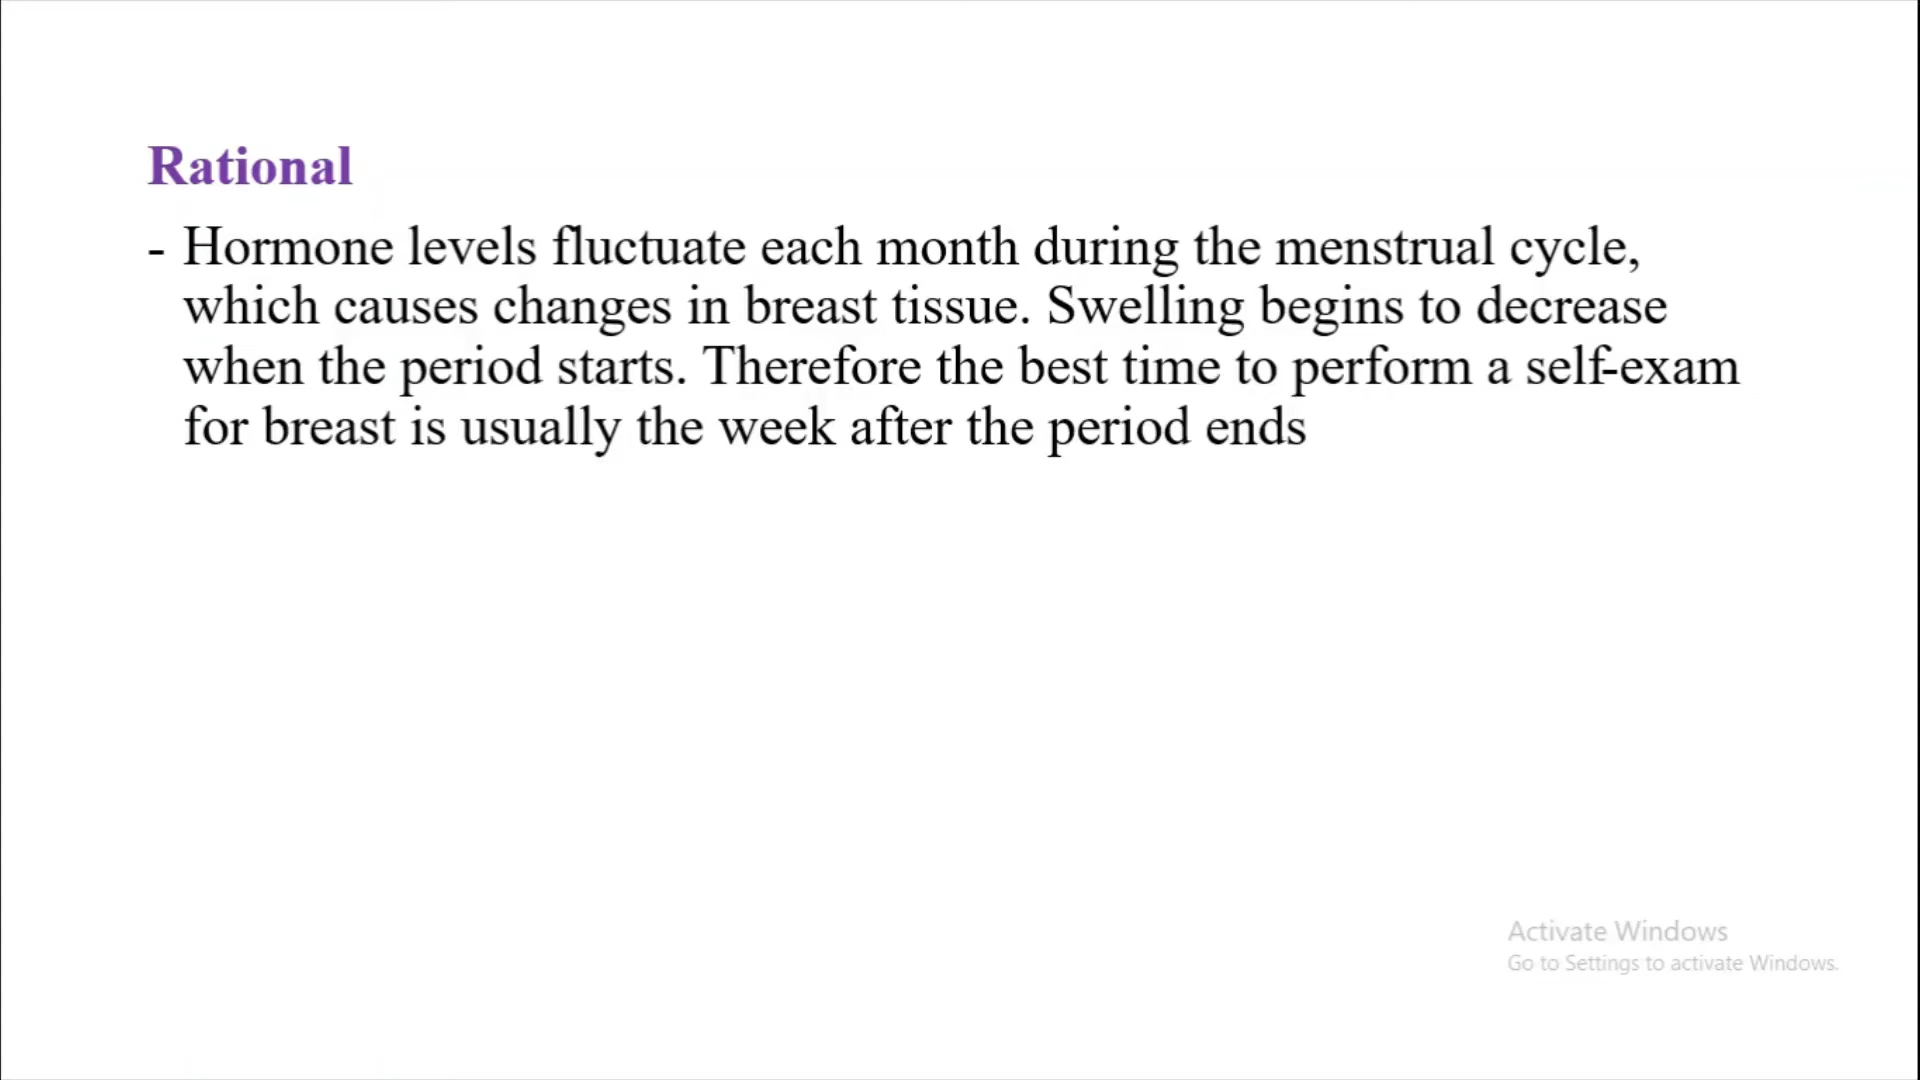 Rational
- Hormone levels fluctuate each month during the menstrual cycle,
which causes changes in breast tissue. Swelling begins to decrease
when the period starts. Therefore the best time to perform a self-exam
for breast is usually the week after the period ends
Activate Windows
Go to Settings to activate Windows.